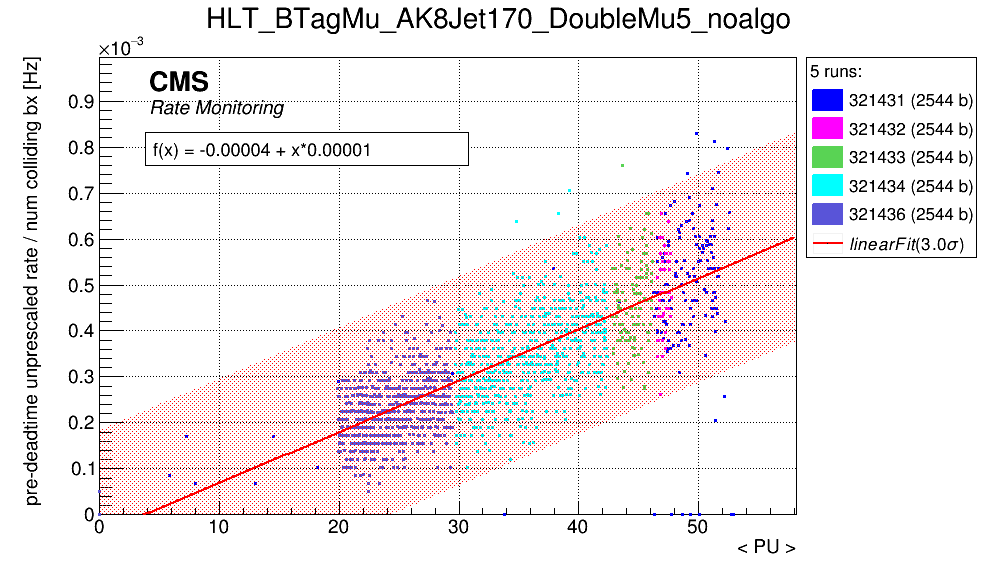 HLT_BTagMu_AK8Jet170_DoubleMu5_noalgo
×10⁻³
pre-deadtime unprescaled rate / num colliding bx [Hz]
CMS
Rate Monitoring
f(x) = -0.00004 + x*0.00001
0.9
0.8
0.7
0.6
0.5
0.4
0.3
0.2
0.1
0
0 10 20 30 40 50
< PU >
5 runs:
321431 (2544 b)
321432 (2544 b)
321433 (2544 b)
321434 (2544 b)
321436 (2544 b)
linearFit(3.0σ)